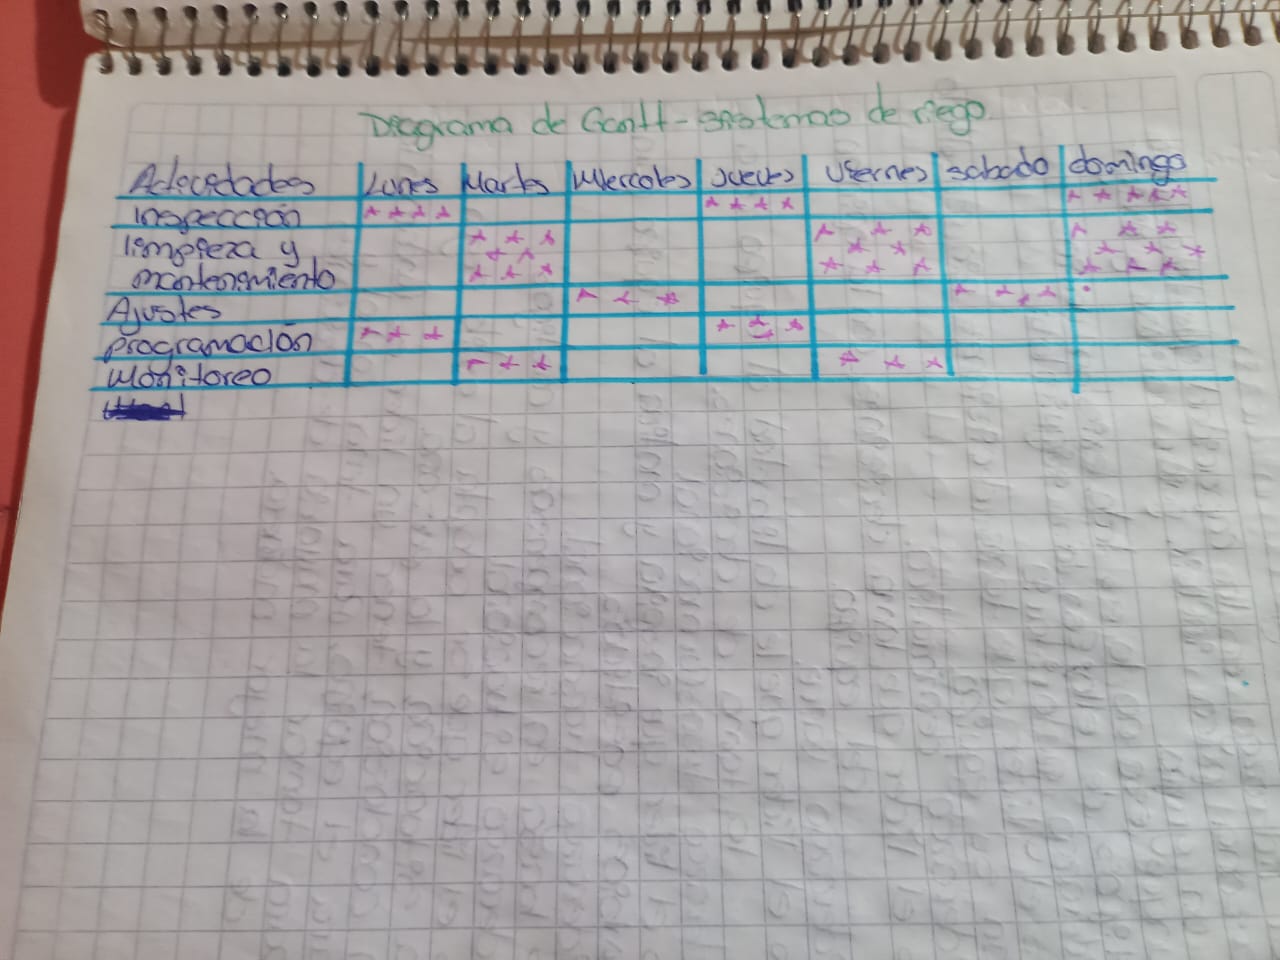 Diagrama de Gantt - sistemas de riego
Actividades Lunes Martes Miercoles Jueves Viernes sabado domingo
Inspección
limpieza y
mantenimiento
Ajustes
programación
Monitoreo